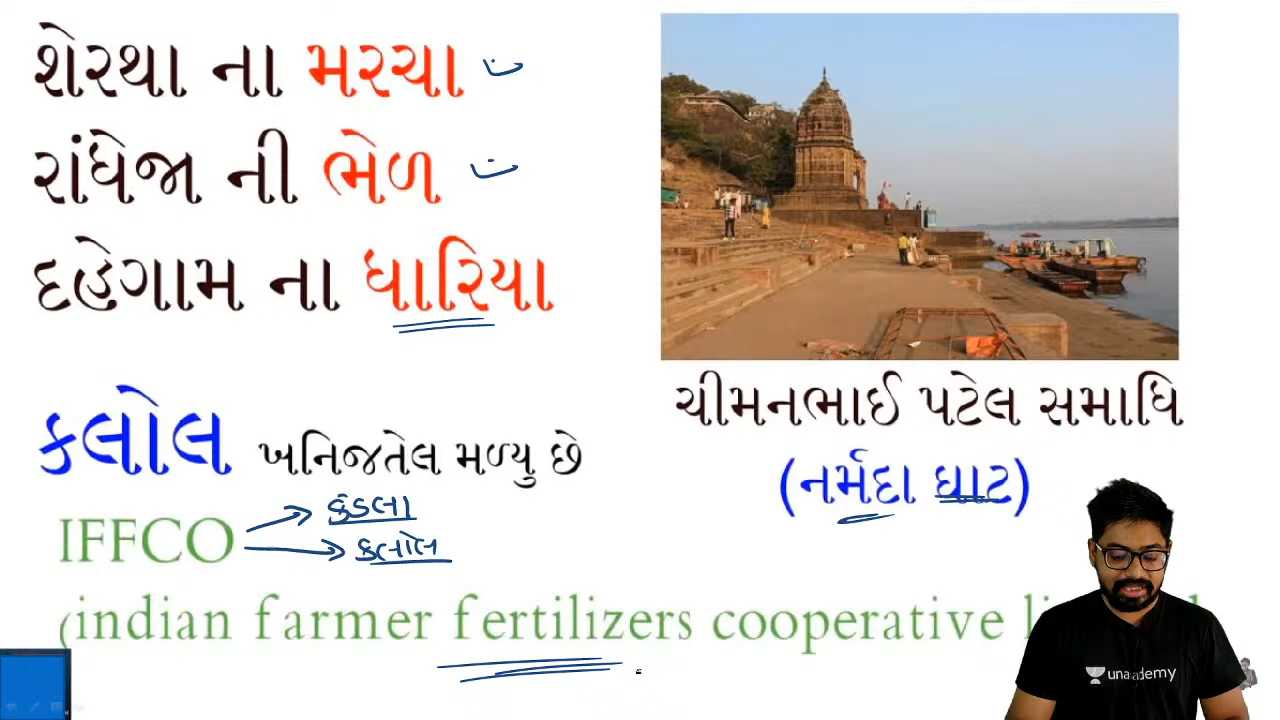 શેરથા ના મરચા
રાંધેજા ની ભેળ
દહેગામ ના ધારિયા
કલોલ ખનિજતેલ મળ્યુ છે
IFFCO
કંડલા
કલોલ
(indian farmer fertilizers cooperative
ચીમનભાઈ પટેલ સમાધિ
(નર્મદા ઘાટ)
unacademy